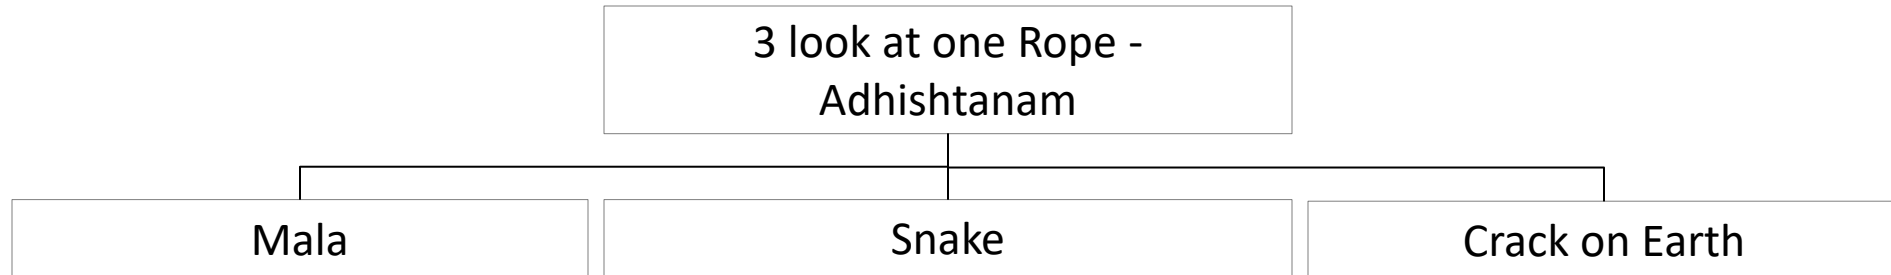 3 look at one Rope -
Adhishtanam
Mala
Snake
Crack on Earth